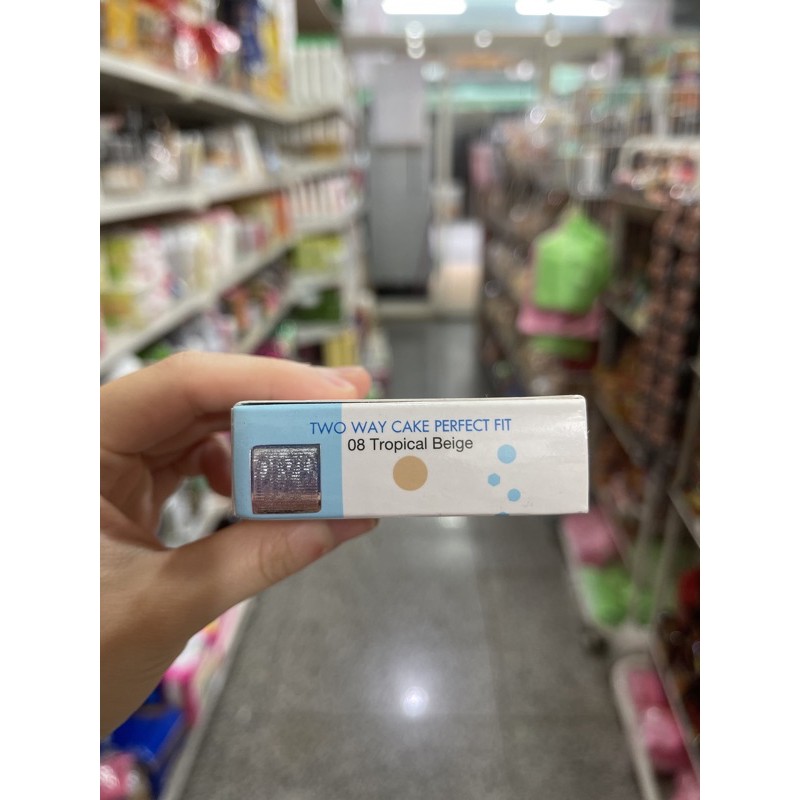 TWO WAY CAKE PERFECT FIT
08 Tropical Beige